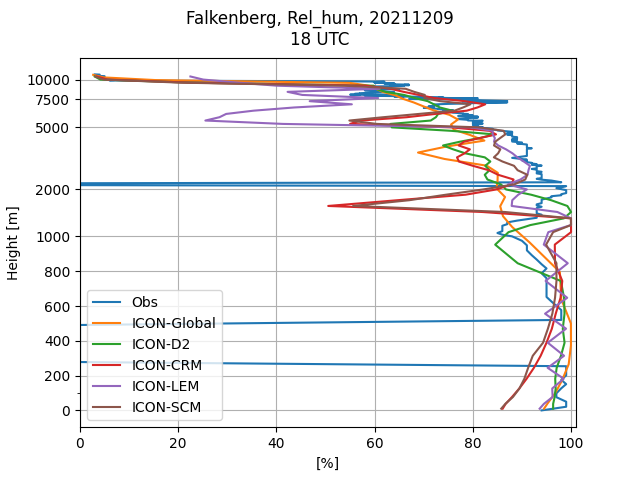 Falkenberg, Rel_hum, 20211209
18 UTC
10000
7500
5000
2000
1000
800
600
400
200
0
Height [m]
Obs
ICON-Global
ICON-D2
ICON-CRM
ICON-LEM
ICON-SCM
0 20 40 60 80 100
[%]